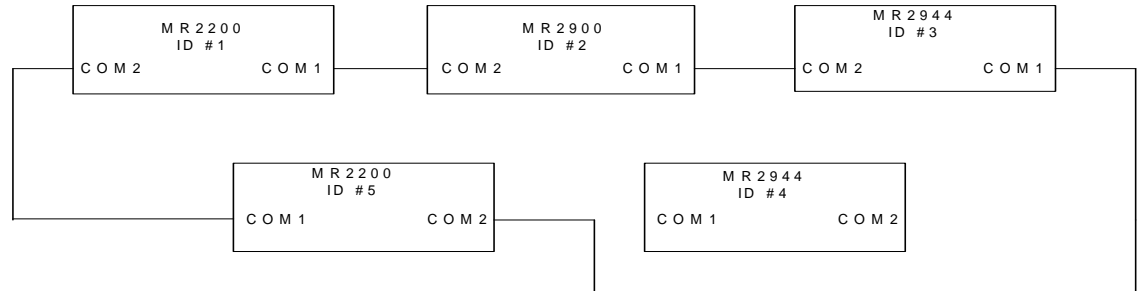 MR2200
ID #1
COM2 COM1
MR2900
ID #2
COM2 COM1
MR2944
ID #3
COM2 COM1
MR2200
ID #5
COM1 COM2
MR2944
ID #4
COM1 COM2